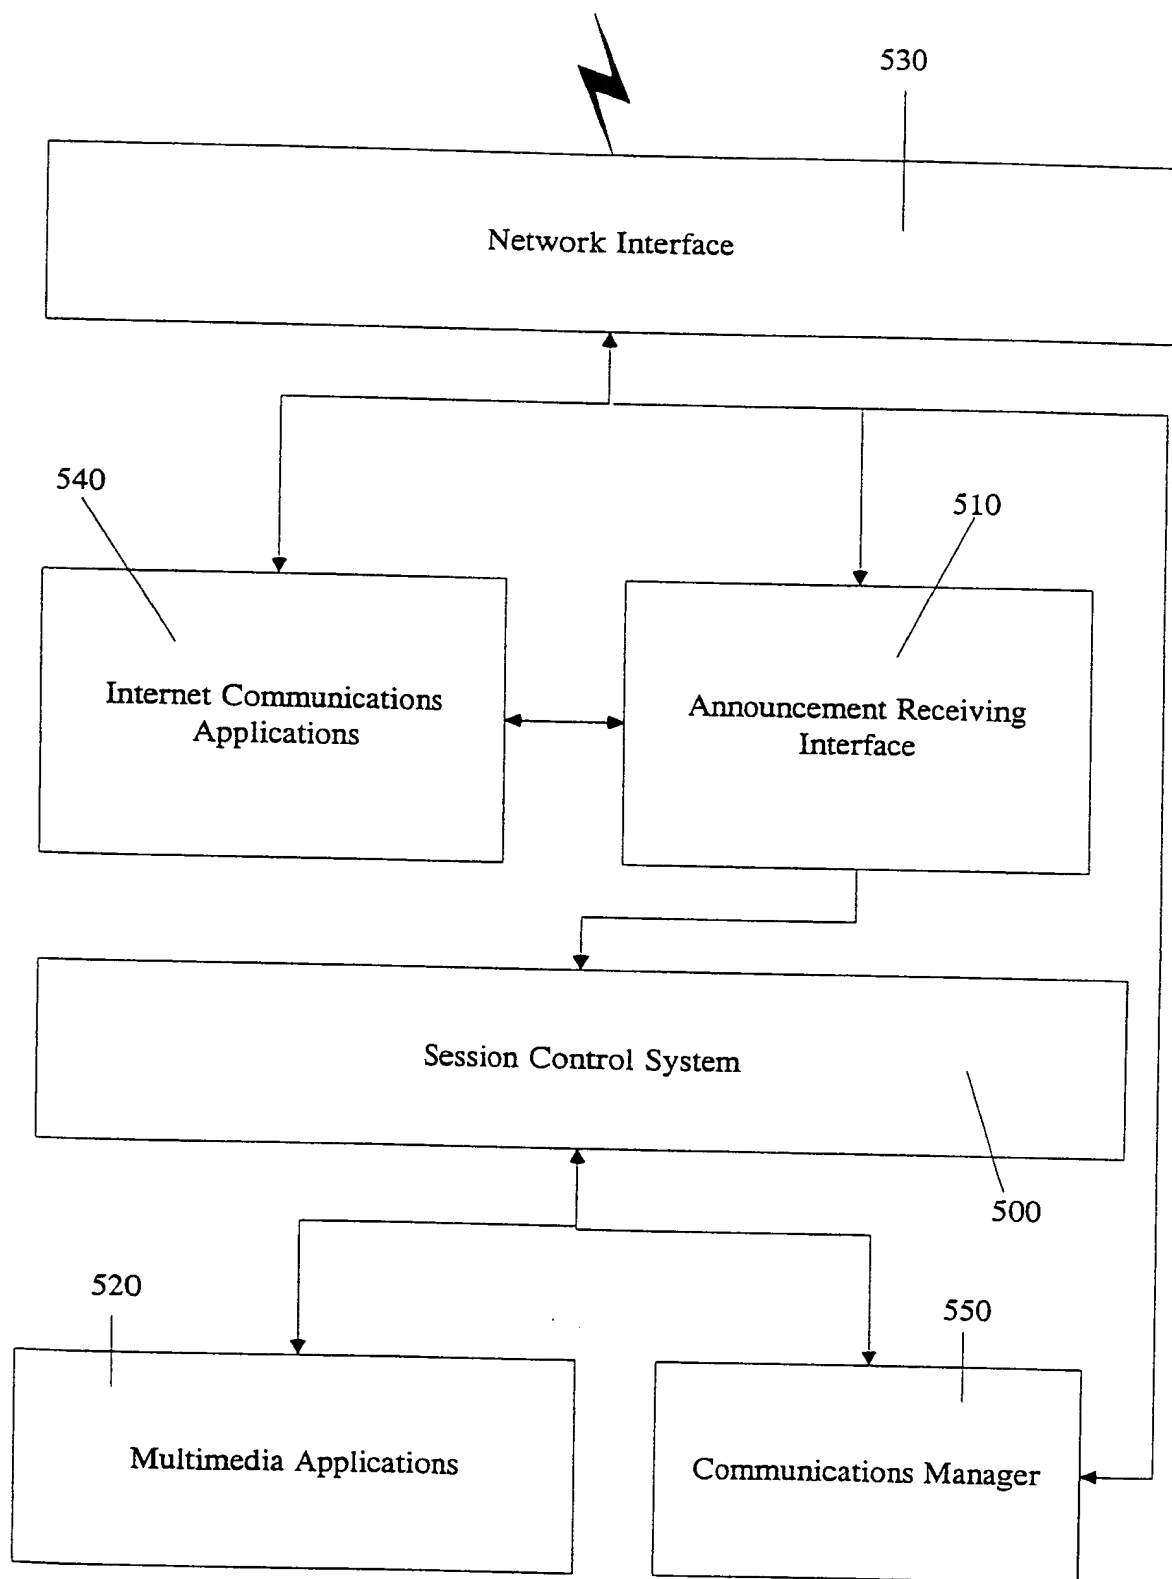 530
Network Interface
540
510
Internet Communications
Applications
Announcement Receiving
Interface
Session Control System
500
520
550
Multimedia Applications
Communications Manager